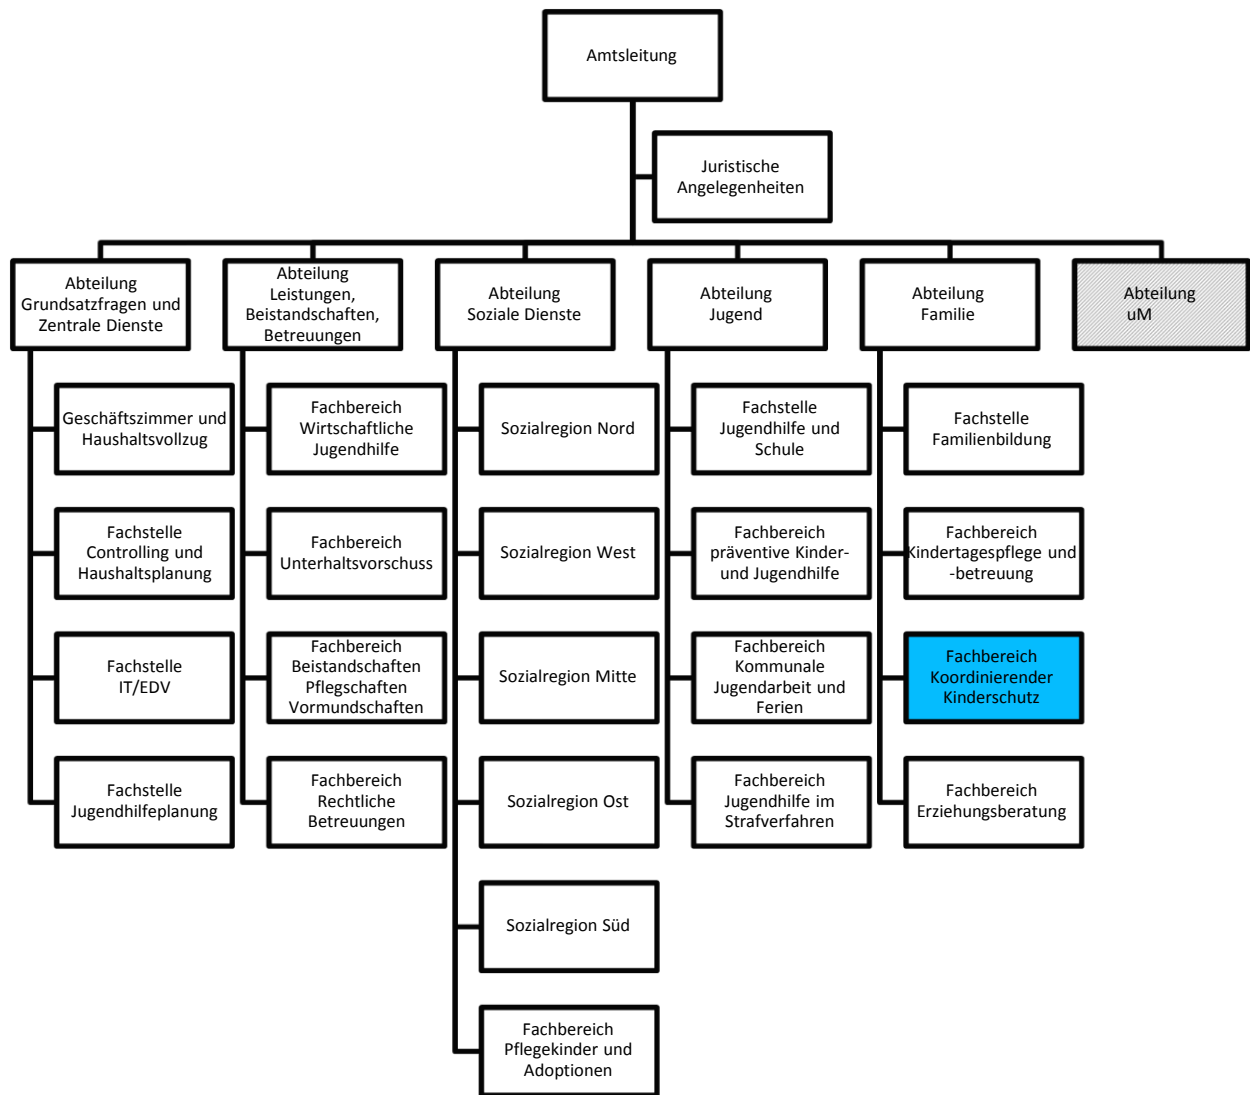 Amtsleitung
Juristische
Angelegenheiten
Abteilung
Grundsatzfragen und
Zentrale Dienste
Abteilung
Leistungen,
Beistandschaften,
Betreuungen
Abteilung
Soziale Dienste
Abteilung
Jugend
Abteilung
Familie
Abteilung
uM
Geschäftszimmer und
Haushaltsvollzug
Fachstelle
Controlling und
Haushaltsplanung
Fachstelle
IT/EDV
Fachstelle
Jugendhilfeplanung
Fachbereich
Wirtschaftliche
Jugendhilfe
Fachbereich
Unterhaltsvorschuss
Fachbereich
Beistandschaften
Pflegschaften
Vormundschaften
Fachbereich
Rechtliche
Betreuungen
Sozialregion Nord
Sozialregion West
Sozialregion Mitte
Sozialregion Ost
Sozialregion Süd
Fachbereich
Pflegekinder und
Adoptionen
Fachstelle
Jugendhilfe und
Schule
Fachbereich
präventive Kinder-
und Jugendhilfe
Fachbereich
Kommunale
Jugendarbeit und
Ferien
Fachbereich
Jugendhilfe im
Strafverfahren
Fachstelle
Familienbildung
Fachbereich
Kindertagespflege und
-betreuung
Fachbereich
Koordinierender
Kinderschutz
Fachbereich
Erziehungsberatung